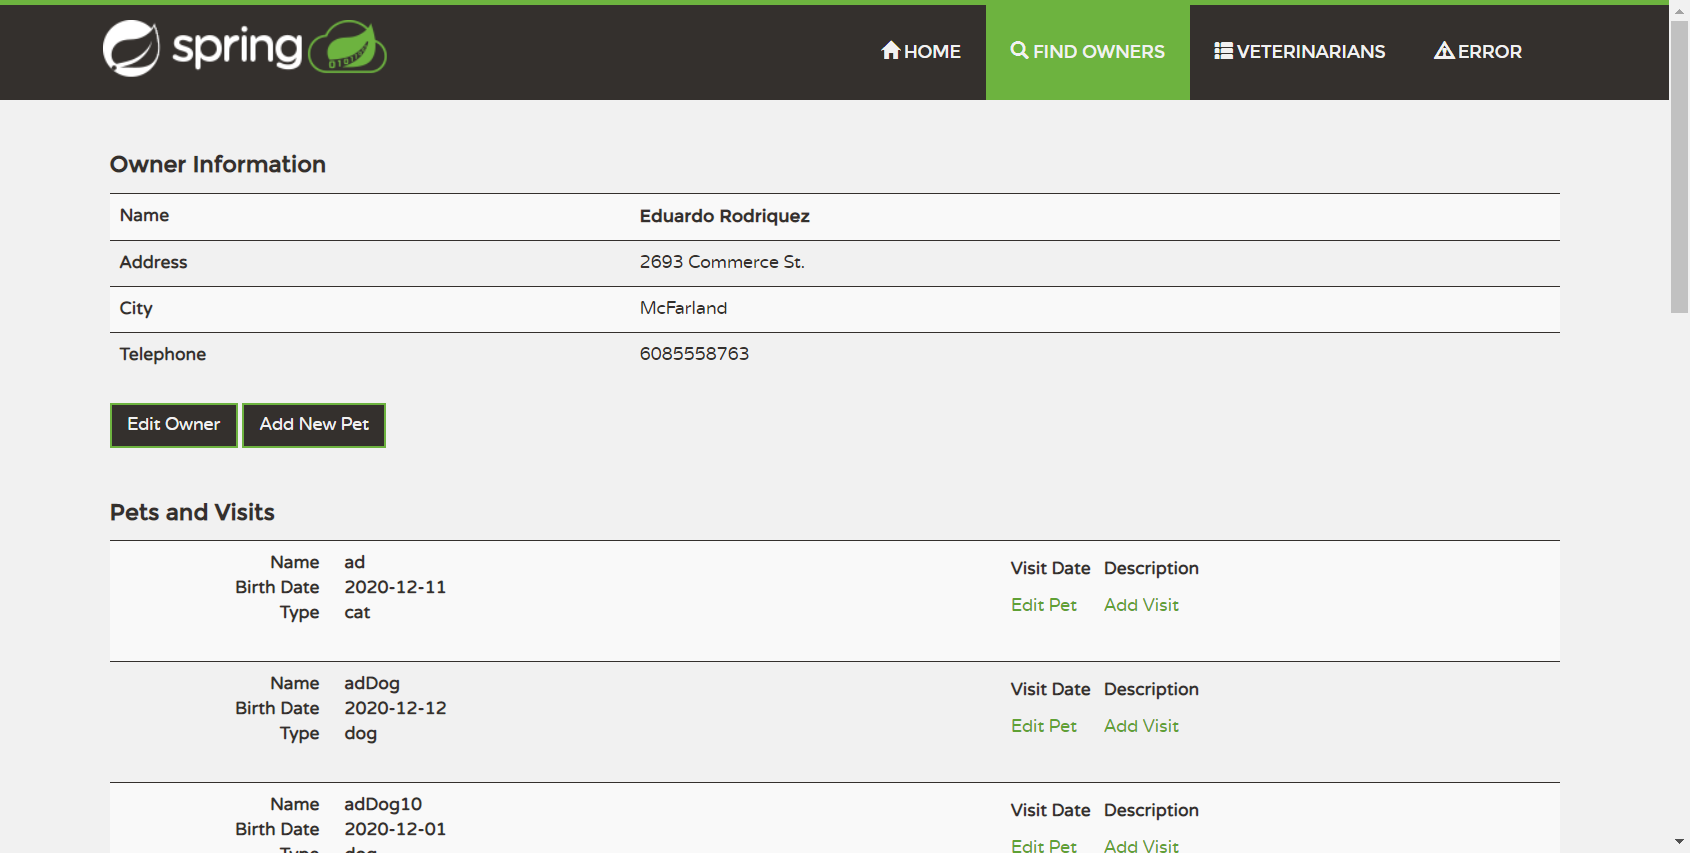 spring
HOME
FIND OWNERS
VETERINARIANS
ERROR
Owner Information
Name Eduardo Rodriquez
Address 2693 Commerce St.
City McFarland
Telephone 6085558763
Edit Owner Add New Pet
Pets and Visits
Name ad
Birth Date 2020-12-11
Type cat
Visit Date Description
Edit Pet Add Visit
Name adDog
Birth Date 2020-12-12
Type dog
Visit Date Description
Edit Pet Add Visit
Name adDog10
Birth Date 2020-12-01
Type dog
Visit Date Description
Edit Pet Add Visit